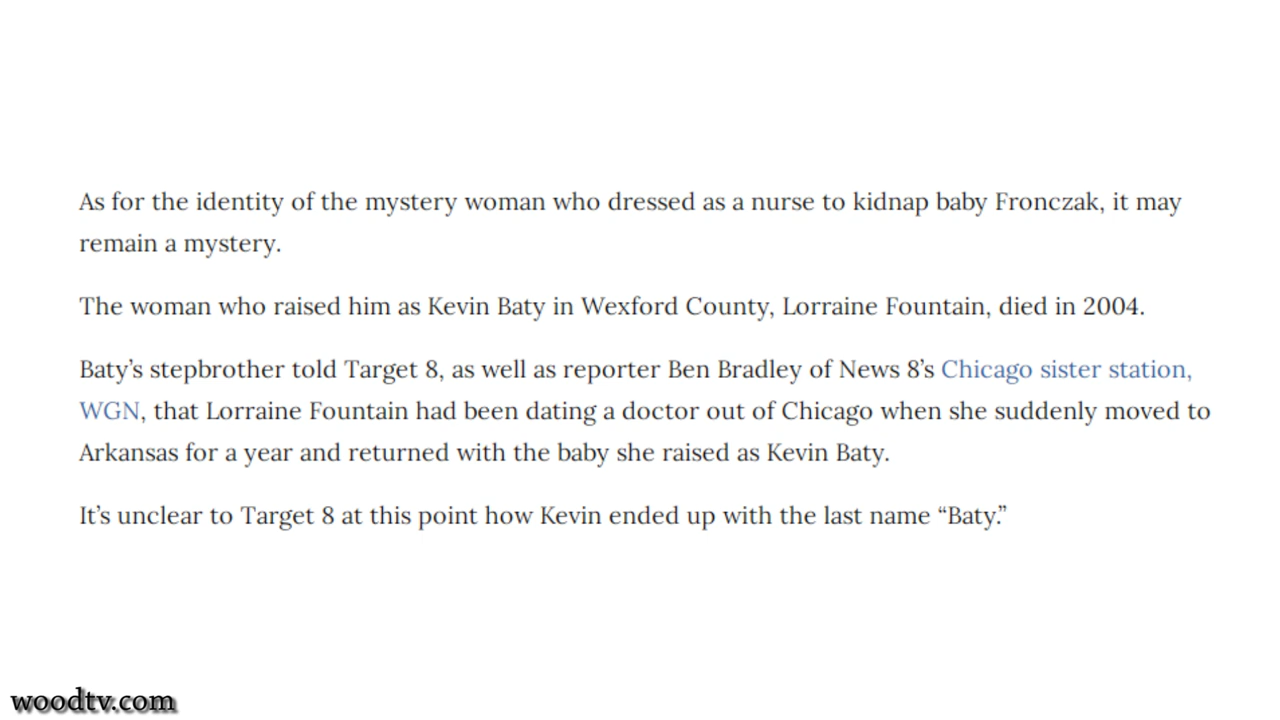 As for the identity of the mystery woman who dressed as a nurse to kidnap baby Fronczak, it may
remain a mystery.
The woman who raised him as Kevin Baty in Wexford County, Lorraine Fountain, died in 2004.
Baty’s stepbrother told Target 8, as well as reporter Ben Bradley of News 8’s Chicago sister station,
WGN, that Lorraine Fountain had been dating a doctor out of Chicago when she suddenly moved to
Arkansas for a year and returned with the baby she raised as Kevin Baty.
It’s unclear to Target 8 at this point how Kevin ended up with the last name “Baty.”
woodtv.com